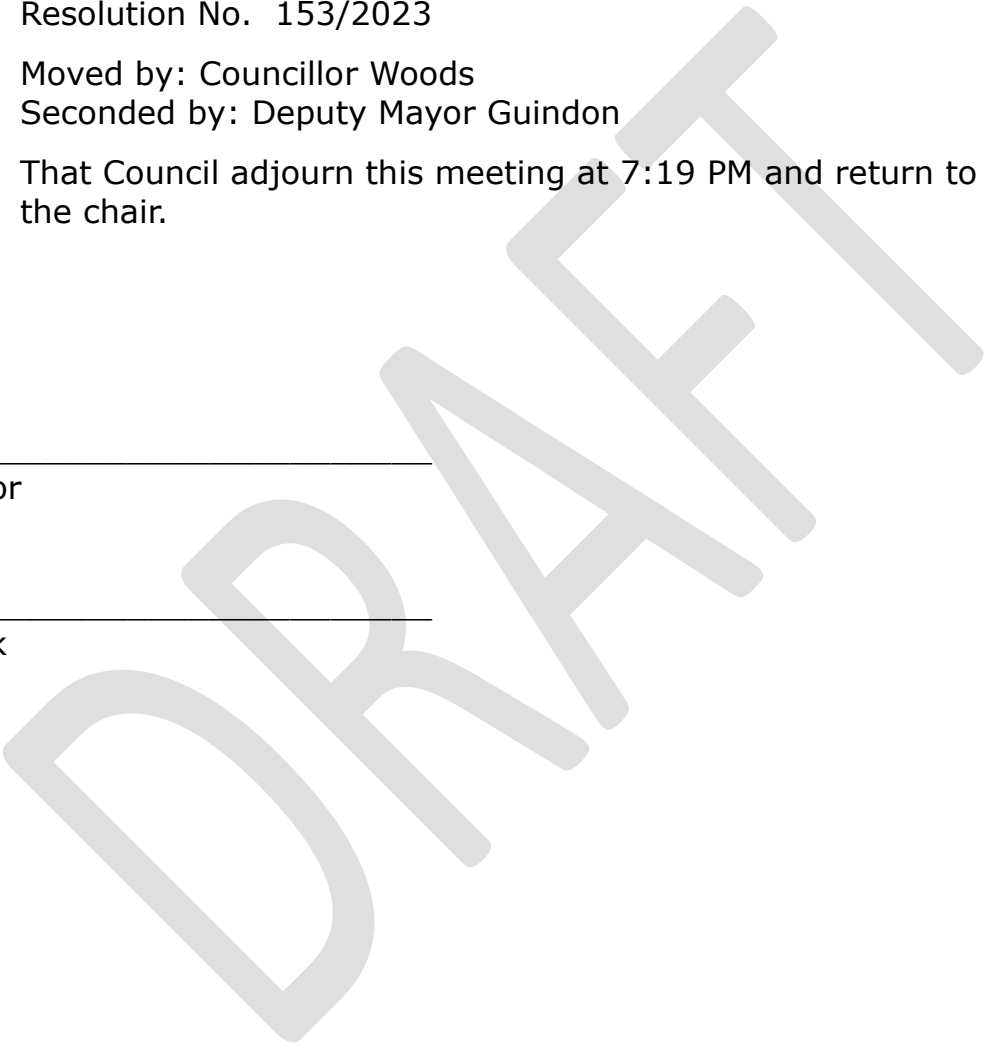 Resolution No. 153/2023
Moved by: Councillor Woods
Seconded by: Deputy Mayor Guindon
That Council adjourn this meeting at 7:19 PM and return to
the chair.
or
k
DRAFT